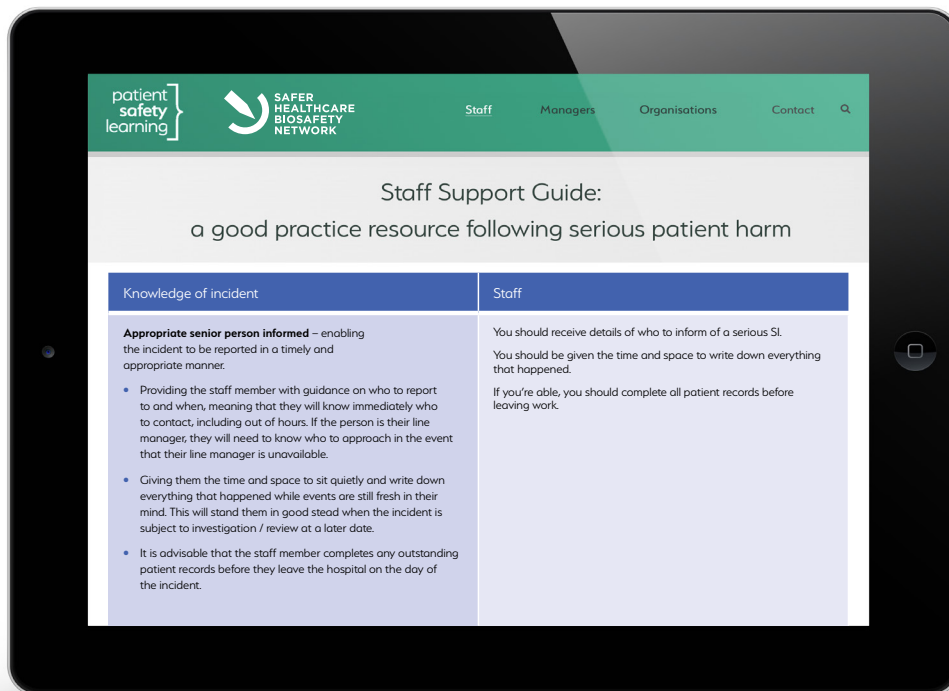 patient
safety
learning
SAFER
HEALTHCARE
BIOSAFETY
NETWORK
Staff
Managers
Organisations
Contact
Staff Support Guide:
a good practice resource following serious patient harm
Knowledge of incident
Appropriate senior person informed – enabling
the incident to be reported in a timely and
appropriate manner.
• Providing the staff member with guidance on who to report
to and when, meaning that they will know immediately who
to contact, including out of hours. If the person is their line
manager, they will need to know who to approach in the event
that their line manager is unavailable.
• Giving them the time and space to sit quietly and write down
everything that happened while events are still fresh in their
mind. This will stand them in good stead when the incident is
subject to investigation / review at a later date.
• It is advisable that the staff member completes any outstanding
patient records before they leave the hospital on the day of
the incident.
Staff
You should receive details of who to inform of a serious SI.
You should be given the time and space to write down everything
that happened.
If you’re able, you should complete all patient records before
leaving work.